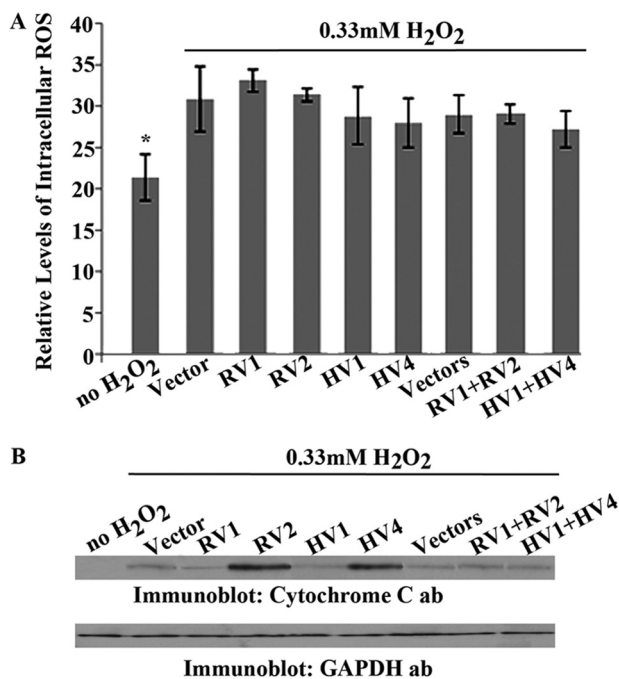 A
0.33mM H₂O₂
Relative Levels of Intracellular ROS
40
35
30
25
20
15
10
5
0
*
no H₂O₂
Vector
RV1
RV2
HV1
HV4
Vectors
RV1+RV2
HV1+HV4
B
0.33mM H₂O₂
no H₂O₂
Vector
RV1
RV2
HV1
HV4
Vectors
RV1+RV2
HV1+HV4
Immunoblot: Cytochrome C ab
Immunoblot: GAPDH ab